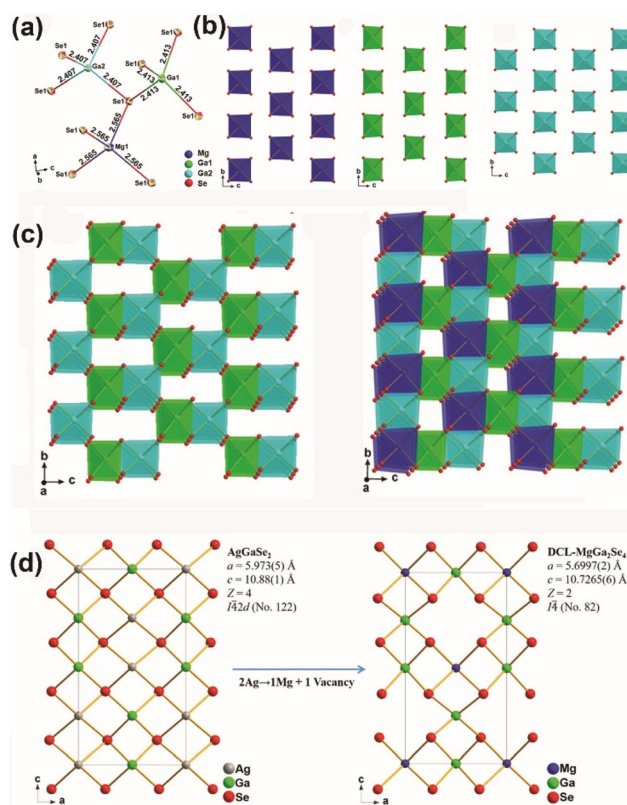 (a)
Se1
Se1
Se1
2.407
2.407
2.413
Ga2
2.407
2.407
Ga1
2.413
2.413
2.413
Se1
Se1
Se1
Se1
2.565
Se1
2.565
2.565
2.565
Mg1
Se1
Se1
a
c
b
Mg
Ga1
Ga2
Se
(b)
b
c
b
c
b
c
(c)
b
a
c
b
a
c
(d)
AgGaSe2
a = 5.973(5) Å
c = 10.88(1) Å
Z = 4
I4̅2d (No. 122)
2Ag→1Mg + 1 Vacancy
DCL-MgGa2Se4
a = 5.6997(2) Å
c = 10.7265(6) Å
Z = 2
I4̅ (No. 82)
c
a
Ag
Ga
Se
c
a
Mg
Ga
Se